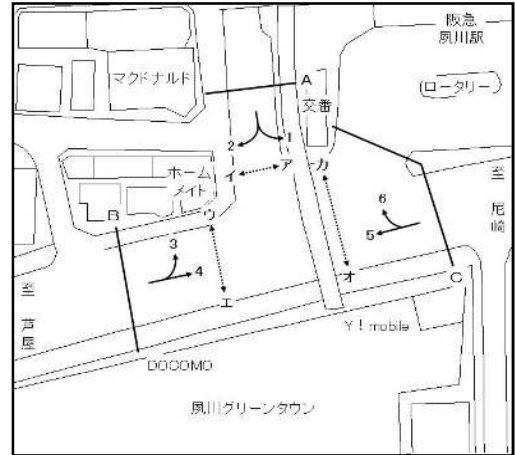 阪急
夙川駅
マクドナルド
A
交番
ロータリー
2
1
イ
ア
カ
ホーム
メイト
ウ
B
6
5
至
尼
崎
3
4
エ
オ
C
至
芦
屋
Y！mobile
DOCOMO
夙川グリーンタウン